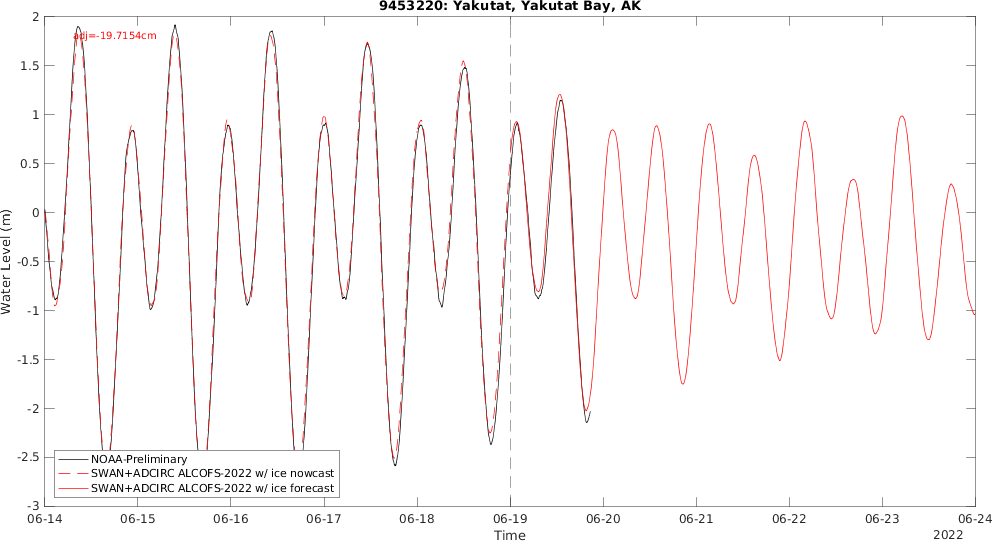 9453220: Yakutat, Yakutat Bay, AK
adj=-19.7154cm
Water Level (m)
2
1.5
1
0.5
0
-0.5
-1
-1.5
-2
-2.5
-3
NOAA-Preliminary
SWAN+ADCIRC ALCOFS-2022 w/ ice nowcast
SWAN+ADCIRC ALCOFS-2022 w/ ice forecast
06-14 06-15 06-16 06-17 06-18 06-19 06-20 06-21 06-22 06-23 06-24
Time
2022